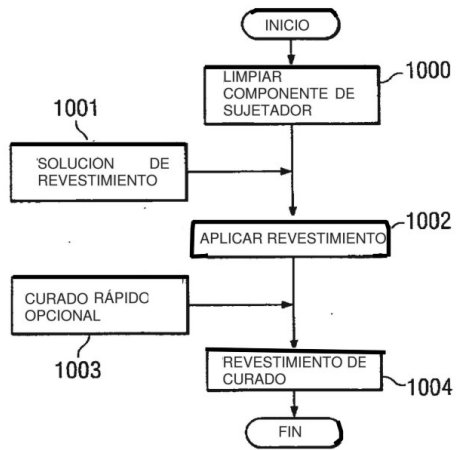 INICIO
LIMPIAR
COMPONENTE DE
SUJETADOR
1000
1001
SOLUCION DE
REVESTIMIENTO
1002
APLICAR REVESTIMIENTO
CURADO RÁPIDO
OPCIONAL
1003
REVESTIMIENTO DE
CURADO
1004
FIN